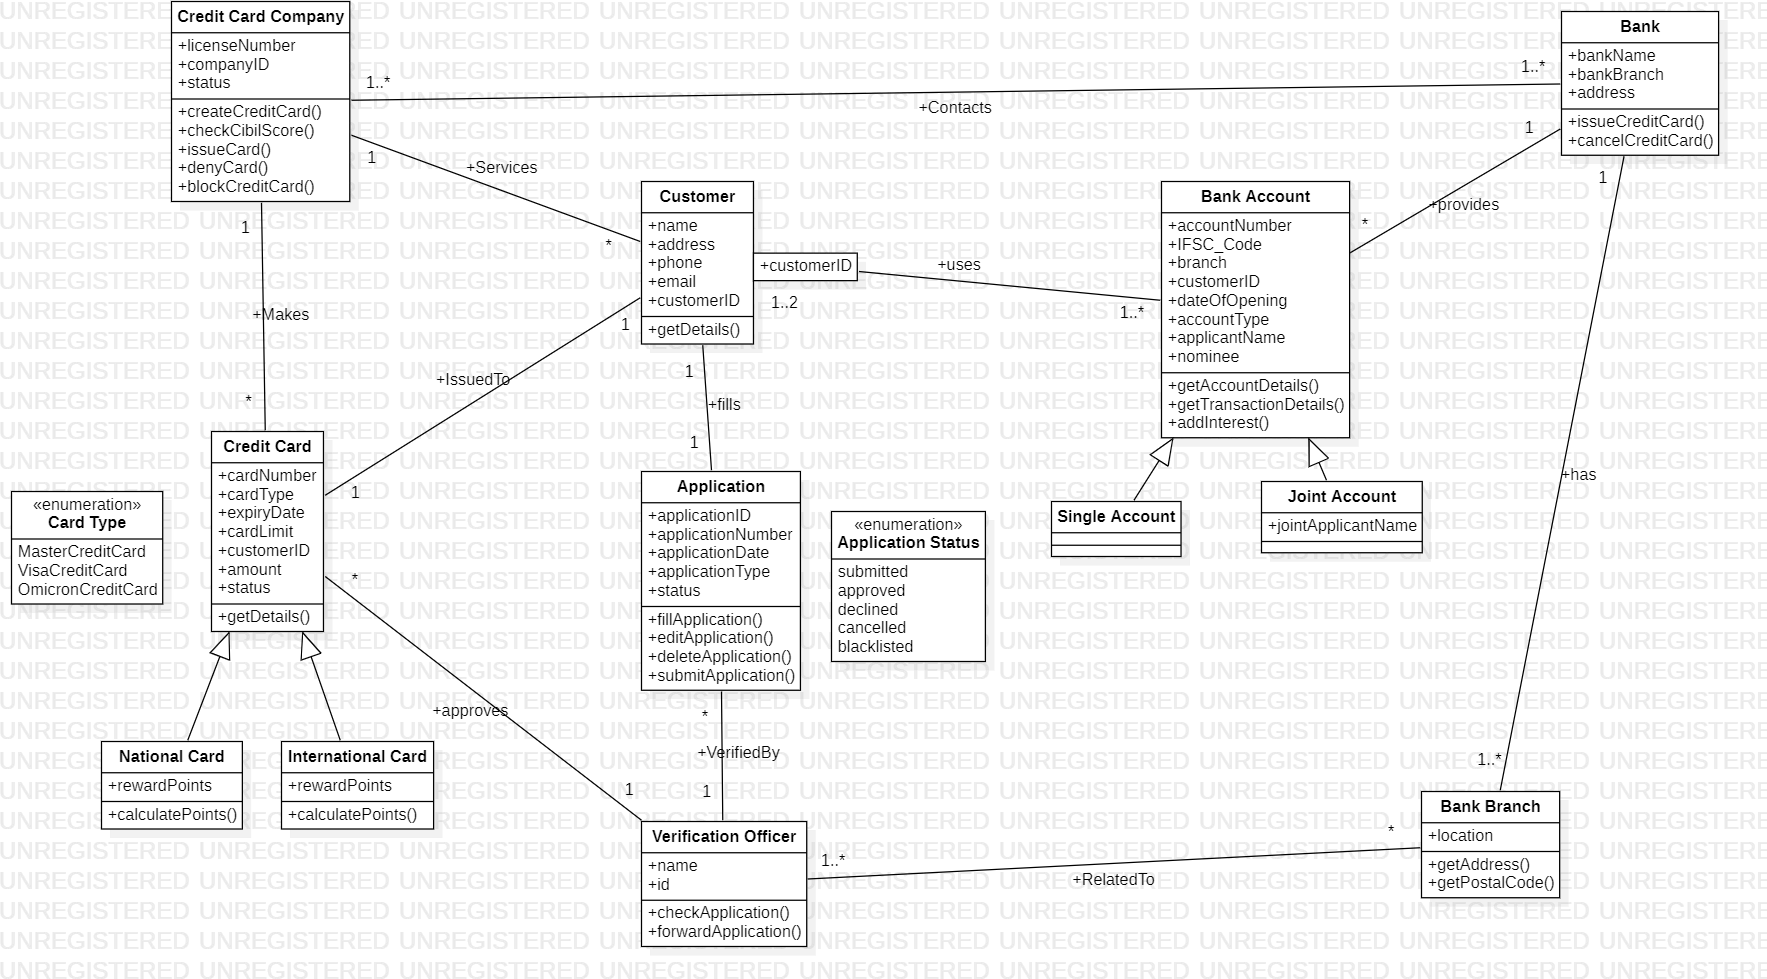 Credit Card Company
+licenseNumber
+companyID
+status
+createCreditCard()
+checkCibilScore()
+issueCard()
+denyCard()
+blockCreditCard()
1..*
+Contacts
1..*
Bank
+bankName
+bankBranch
+address
+issueCreditCard()
+cancelCreditCard()
1
+Services
*
1
+provides
*
1
+Makes
*
Customer
+name
+address
+phone
+email
+customerID
+getDetails()
+customerID
1..2
+uses
1..*
Bank Account
+accountNumber
+IFSC_Code
+branch
+customerID
+dateOfOpening
+accountType
+applicantName
+nominee
+getAccountDetails()
+getTransactionDetails()
+addInterest()
1
+IssuedTo
1
1
+fills
1
1
+has
1..*
Credit Card
+cardNumber
+cardType
+expiryDate
+cardLimit
+customerID
+amount
+status
+getDetails()
«enumeration»
Card Type
MasterCreditCard
VisaCreditCard
OmicronCreditCard
Application
+applicationID
+applicationNumber
+applicationDate
+applicationType
+status
+fillApplication()
+editApplication()
+deleteApplication()
+submitApplication()
«enumeration»
Application Status
submitted
approved
declined
cancelled
blacklisted
Single Account
Joint Account
+jointApplicantName
*
+approves
1
*
+VerifiedBy
1
National Card
+rewardPoints
+calculatePoints()
International Card
+rewardPoints
+calculatePoints()
Verification Officer
+name
+id
+checkApplication()
+forwardApplication()
1..*
+RelatedTo
*
Bank Branch
+location
+getAddress()
+getPostalCode()
UNREGISTERED